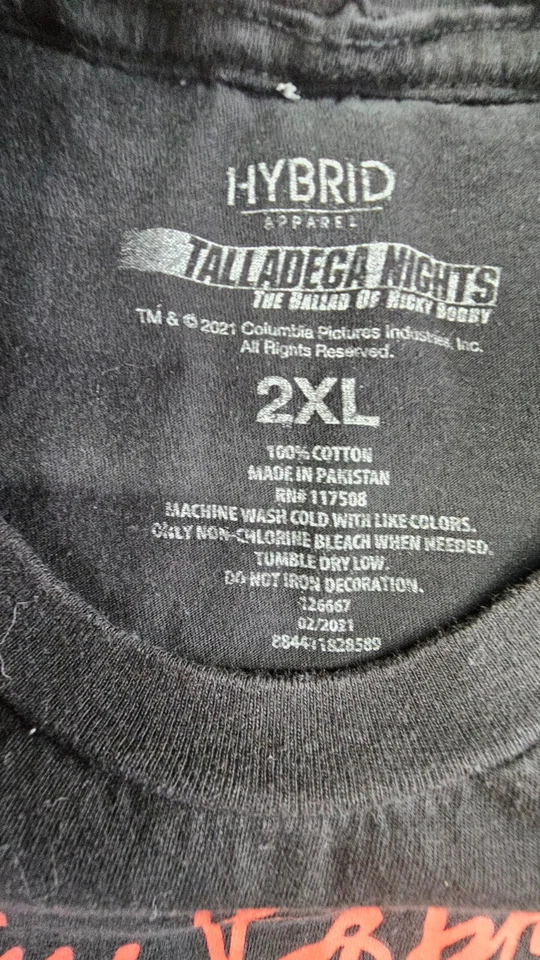 HYBRID
APPAREL
TALLADEGA NIGHTS
THE BALLAD OF RICKY BOBBY
TM & © 2021 Columbia Pictures Industries, Inc.
All Rights Reserved.
2XL
100% COTTON
MADE IN PAKISTAN
RN# 117508
MACHINE WASH COLD WITH LIKE COLORS.
ONLY NON-CHLORINE BLEACH WHEN NEEDED.
TUMBLE DRY LOW.
DO NOT IRON DECORATION.
126667
02/2021